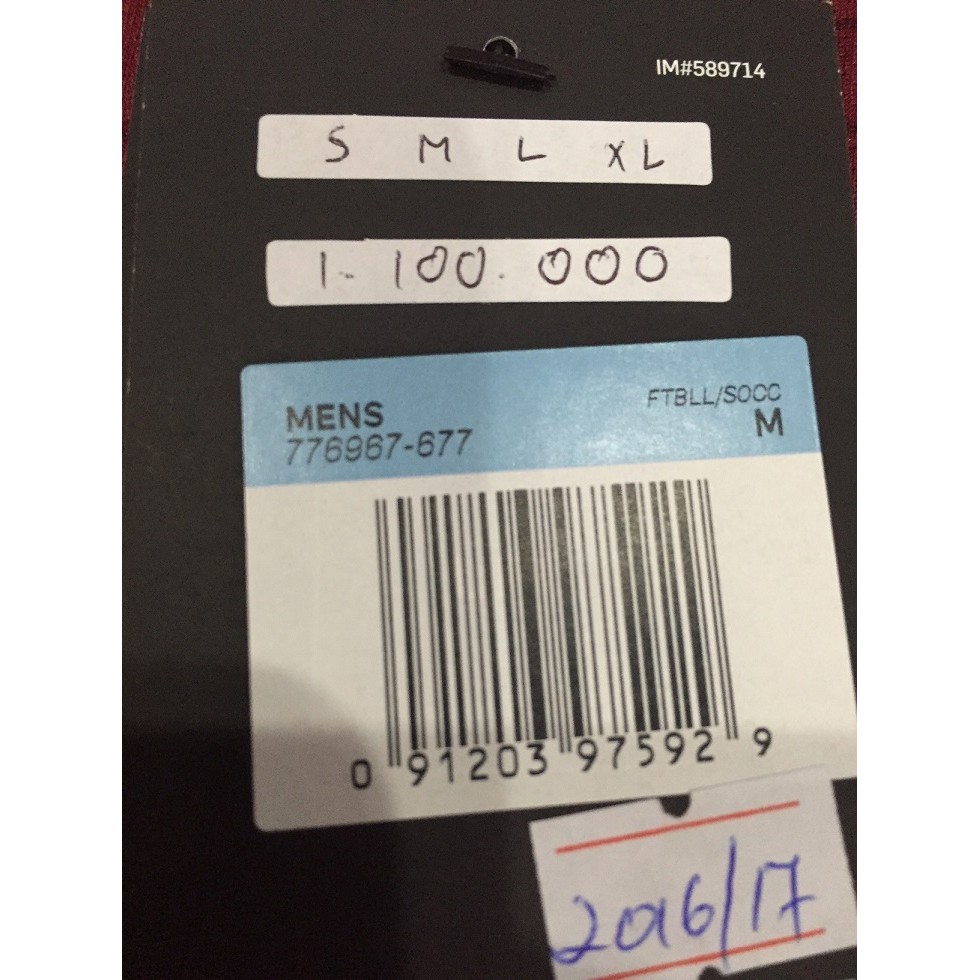 IM#589714
S M L XL
1.100.000
MENS
FTBLL/SOCC
776967-677
M
0 91203 97592 9
2016/17